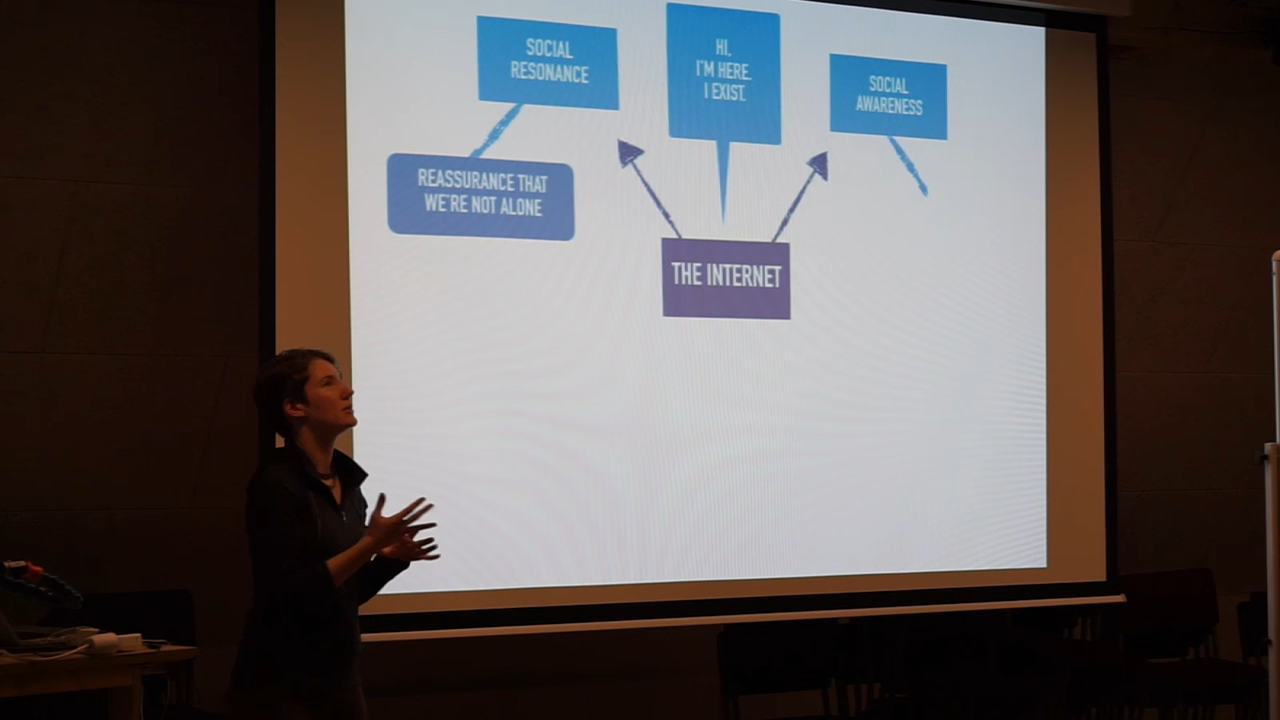 SOCIAL
RESONANCE
HI,
I'M HERE.
I EXIST.
SOCIAL
AWARENESS
REASSURANCE THAT
WE'RE NOT ALONE
THE INTERNET